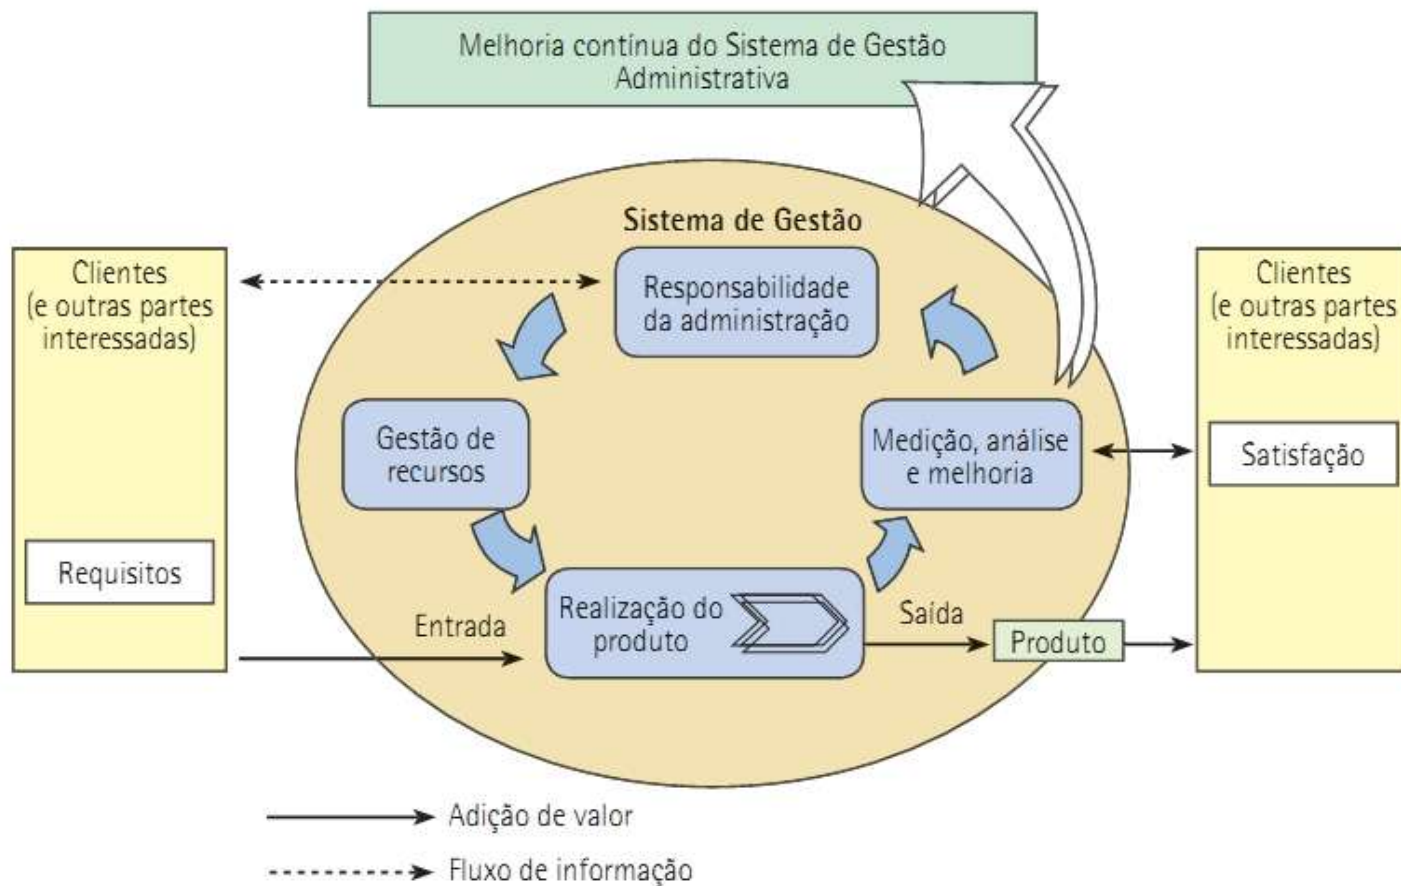 Melhoria contínua do Sistema de Gestão
Administrativa
Sistema de Gestão
Clientes
(e outras partes
interessadas)
Requisitos
Responsabilidade
da administração
Gestão de
recursos
Medição, análise
e melhoria
Clientes
(e outras partes
interessadas)
Satisfação
Entrada
Realização do
produto
Saída
Produto
Adição de valor
Fluxo de informação